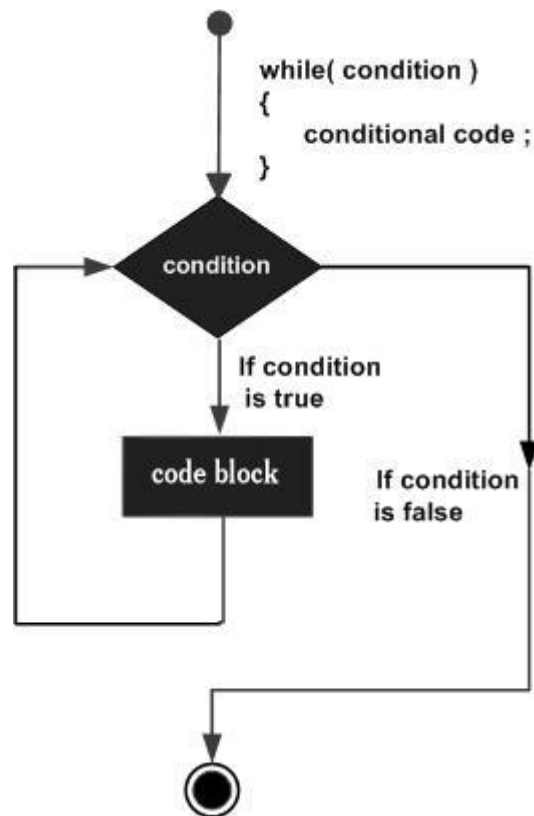 while( condition )
{
conditional code ;
}
condition
If condition
is true
code block
If condition
is false